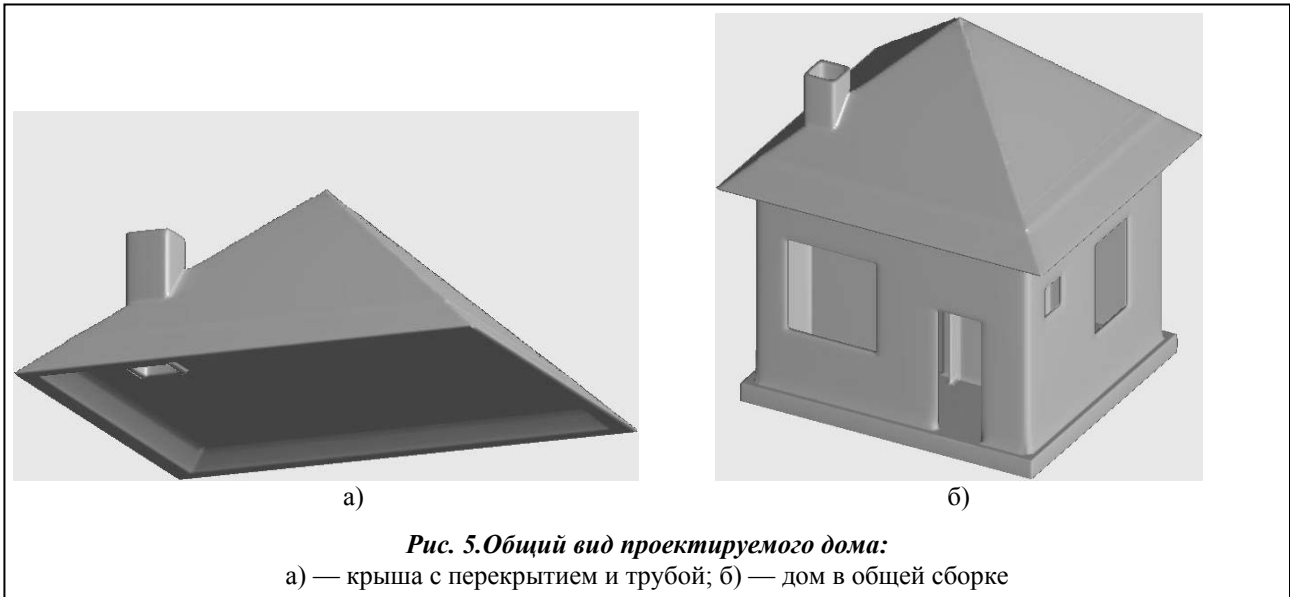 а)
б)
Рис. 5.Общий вид проектируемого дома:
а) — крыша с перекрытием и трубой; б) — дом в общей сборке